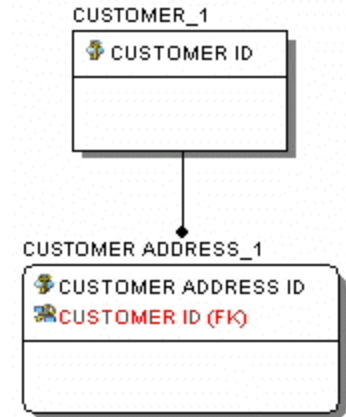 CUSTOMER_1
CUSTOMER ID
CUSTOMER ADDRESS_1
CUSTOMER ADDRESS ID
CUSTOMER ID (FK)